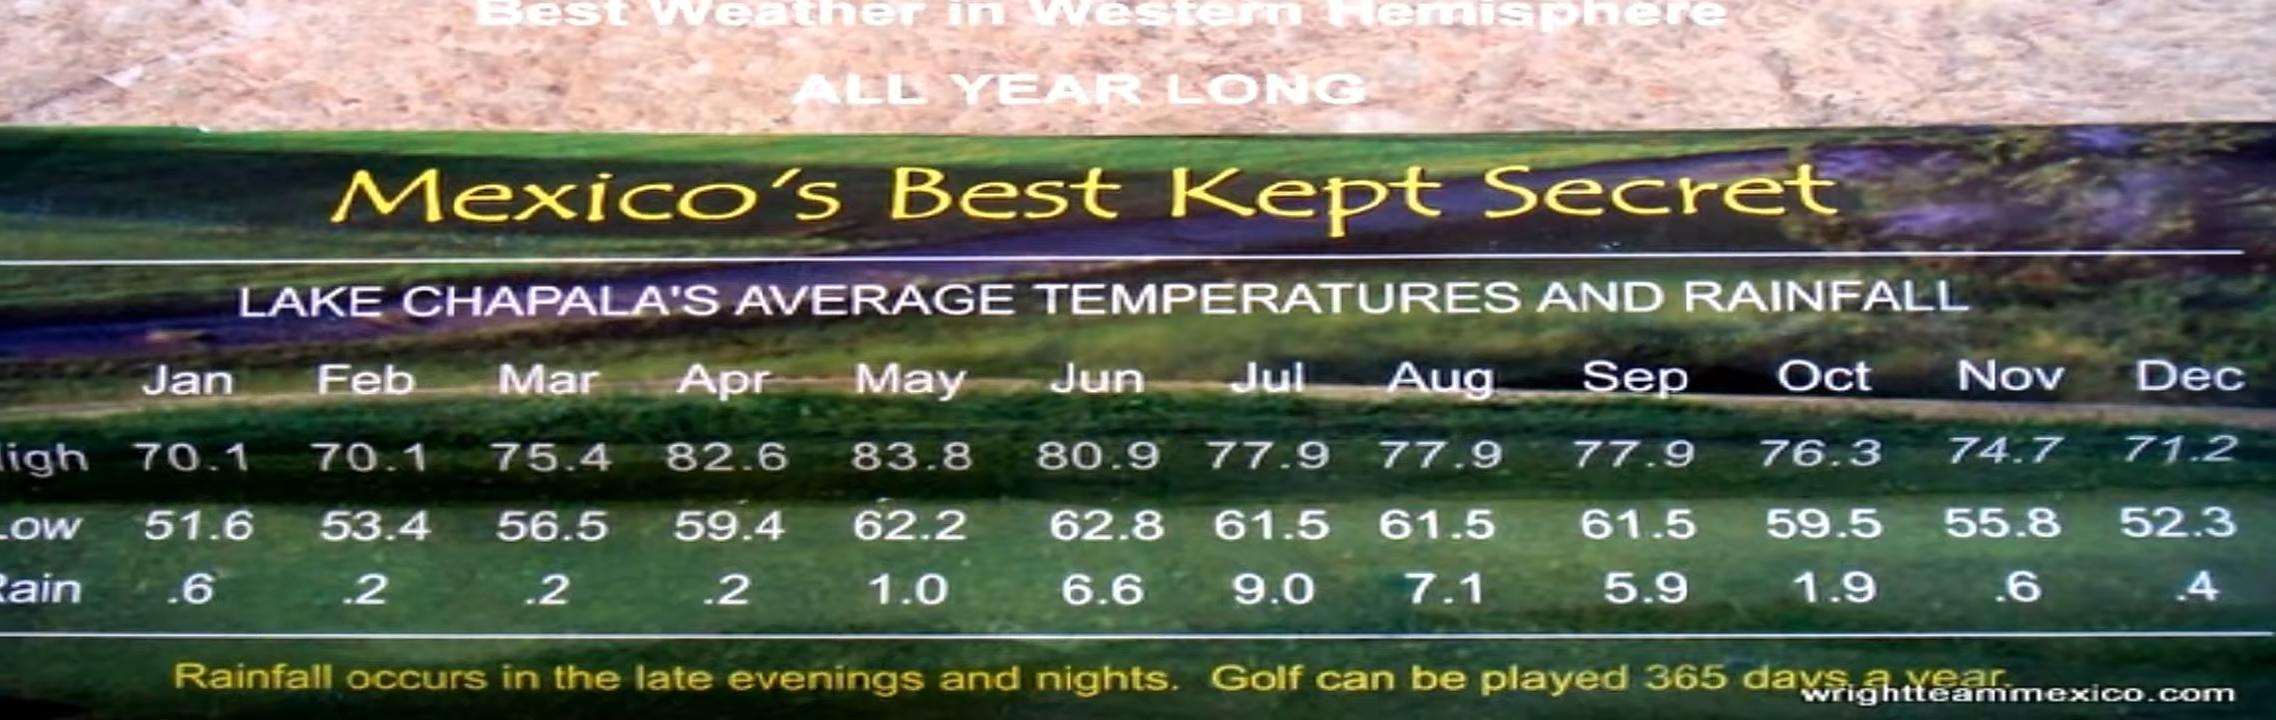 Best Weather in Western Hemisphere
ALL YEAR LONG
Mexico's Best Kept Secret
LAKE CHAPALA'S AVERAGE TEMPERATURES AND RAINFALL
Jan Feb Mar Apr May Jun Jul Aug Sep Oct Nov Dec
igh 70.1 70.1 75.4 82.6 83.8 80.9 77.9 77.9 77.9 76.3 74.7 71.2
Low 51.6 53.4 56.5 59.4 62.2 62.8 61.5 61.5 61.5 59.5 55.8 52.3
Rain .6 .2 .2 .2 1.0 6.6 9.0 7.1 5.9 1.9 .6 .4
Rainfall occurs in the late evenings and nights. Golf can be played 365 days a year.
wrightteammexico.com